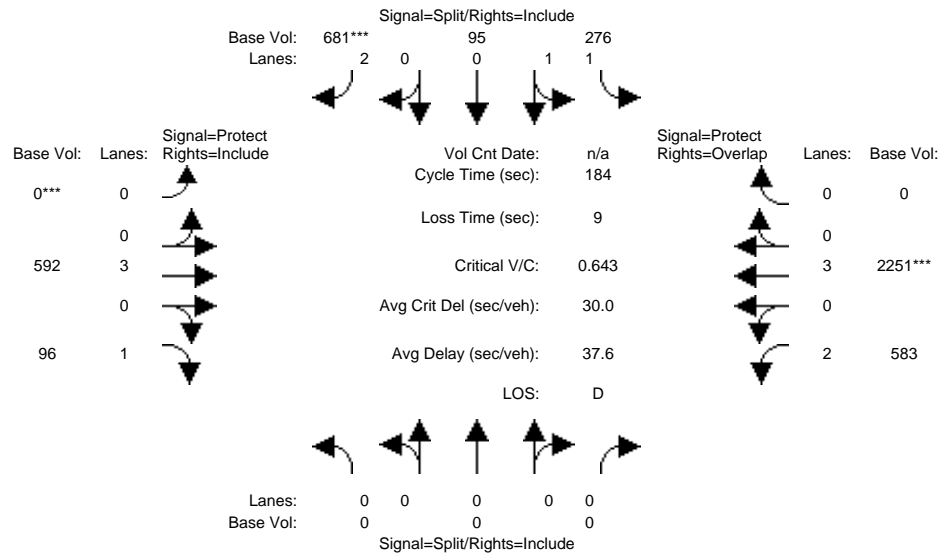 Signal=Split/Rights=Include
Base Vol: 681*** 95 276
Lanes: 2 0 0 1 1
Signal=Protect
Base Vol: Lanes: Rights=Include
Vol Cnt Date: n/a
Signal=Protect
Rights=Overlap Lanes: Base Vol:
Cycle Time (sec): 184
0*** 0
0 0
Loss Time (sec): 9
0
0
592 3
Critical V/C: 0.643
3 2251***
0
Avg Crit Del (sec/veh): 30.0
0
96 1
Avg Delay (sec/veh): 37.6
2 583
LOS: D
Lanes: 0 0 0 0 0
Base Vol: 0 0 0
Signal=Split/Rights=Include